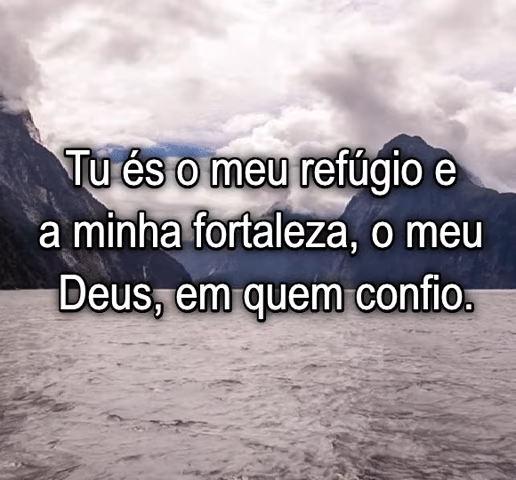 Tu és o meu refúgio e
a minha fortaleza, o meu
Deus, em quem confio.